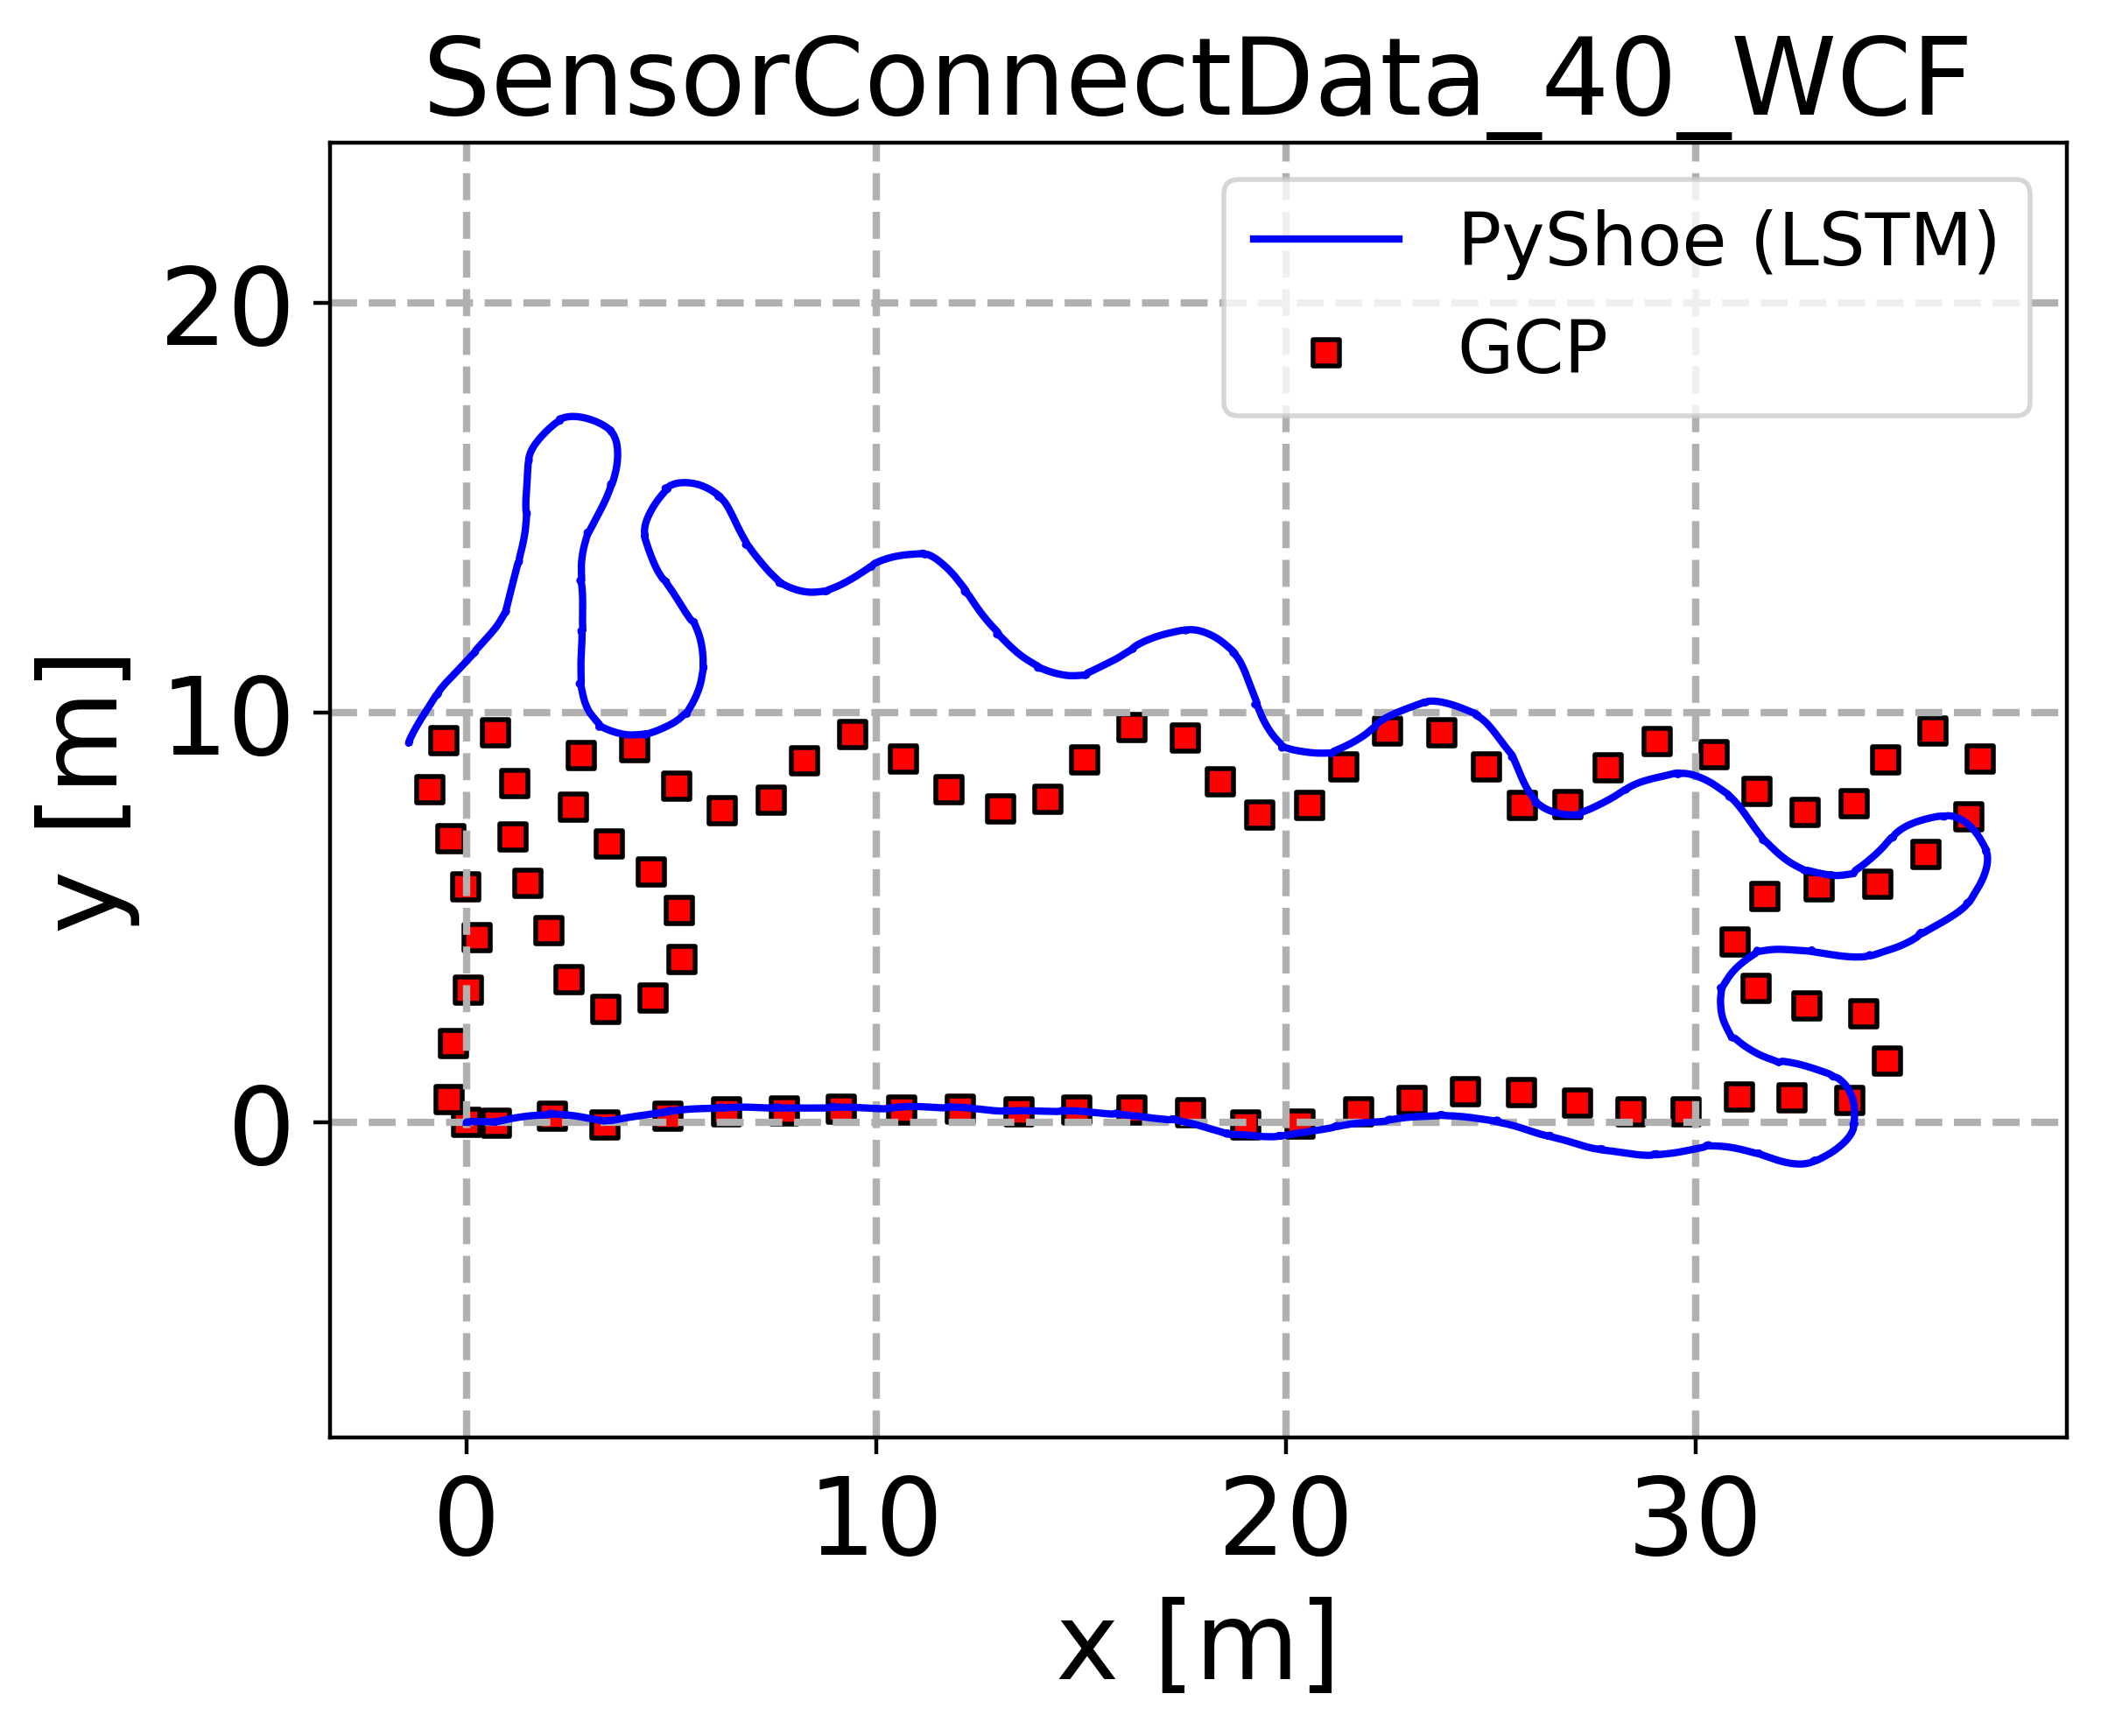 SensorConnectData_40_WCF
PyShoe (LSTM)
GCP
20
10
0
y [m]
0 10 20 30
x [m]